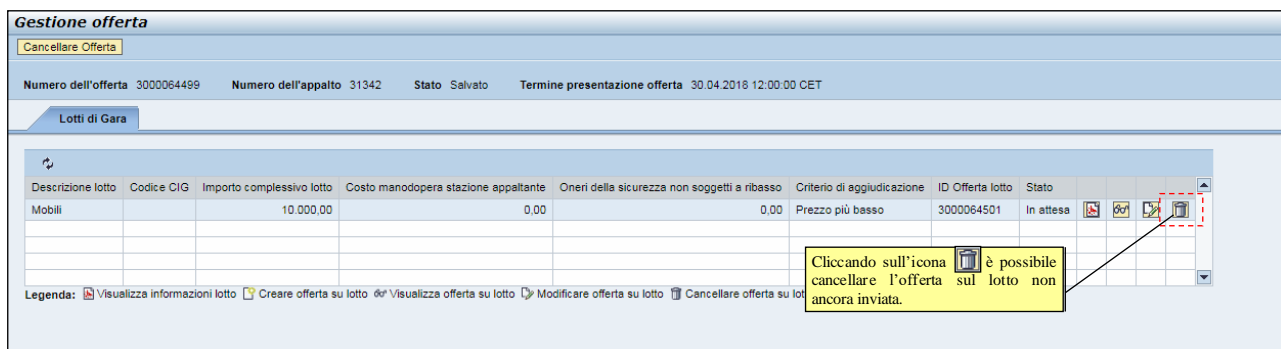 Gestione offerta
Cancellare Offerta
Numero dell'offerta 3000064499 Numero dell'appalto 31342 Stato Salvato Termine presentazione offerta 30.04.2018 12:00:00 CET
Lotti di Gara
Descrizione lotto Codice CIG Importo complessivo lotto Costo manodopera stazione appaltante Oneri della sicurezza non soggetti a ribasso Criterio di aggiudicazione ID Offerta lotto Stato
Mobili 10.000,00 0,00 0,00 Prezzo più basso 3000064501 In attesa
Cliccando sull'icona è possibile
cancellare l'offerta sul lotto non
ancora inviata.
Legenda: Visualizza informazioni lotto Creare offerta su lotto Visualizza offerta su lotto Modificare offerta su lotto Cancellare offerta su lot